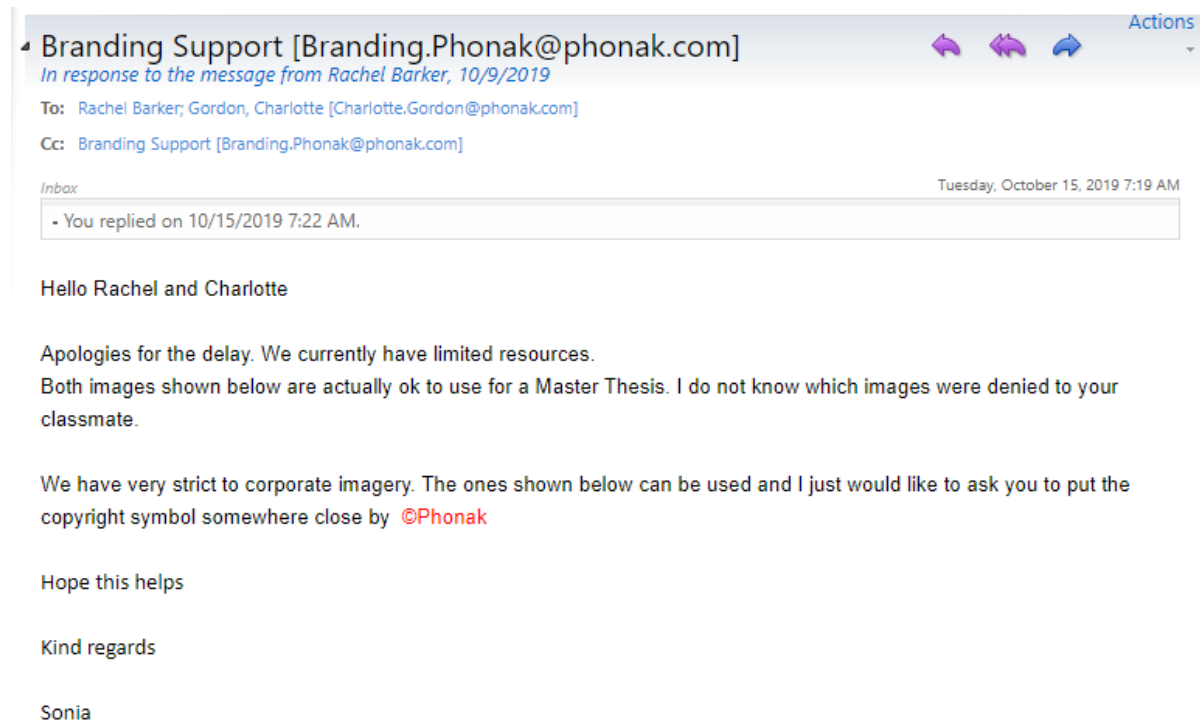 Actions
Branding Support [Branding.Phonak@phonak.com]
In response to the message from Rachel Barker, 10/9/2019
To: Rachel Barker; Gordon, Charlotte [Charlotte.Gordon@phonak.com]
Cc: Branding Support [Branding.Phonak@phonak.com]
Inbox Tuesday, October 15, 2019 7:19 AM
- You replied on 10/15/2019 7:22 AM.
Hello Rachel and Charlotte
Apologies for the delay. We currently have limited resources.
Both images shown below are actually ok to use for a Master Thesis. I do not know which images were denied to your
classmate.
We have very strict to corporate imagery. The ones shown below can be used and I just would like to ask you to put the
copyright symbol somewhere close by ©Phonak
Hope this helps
Kind regards
Sonia